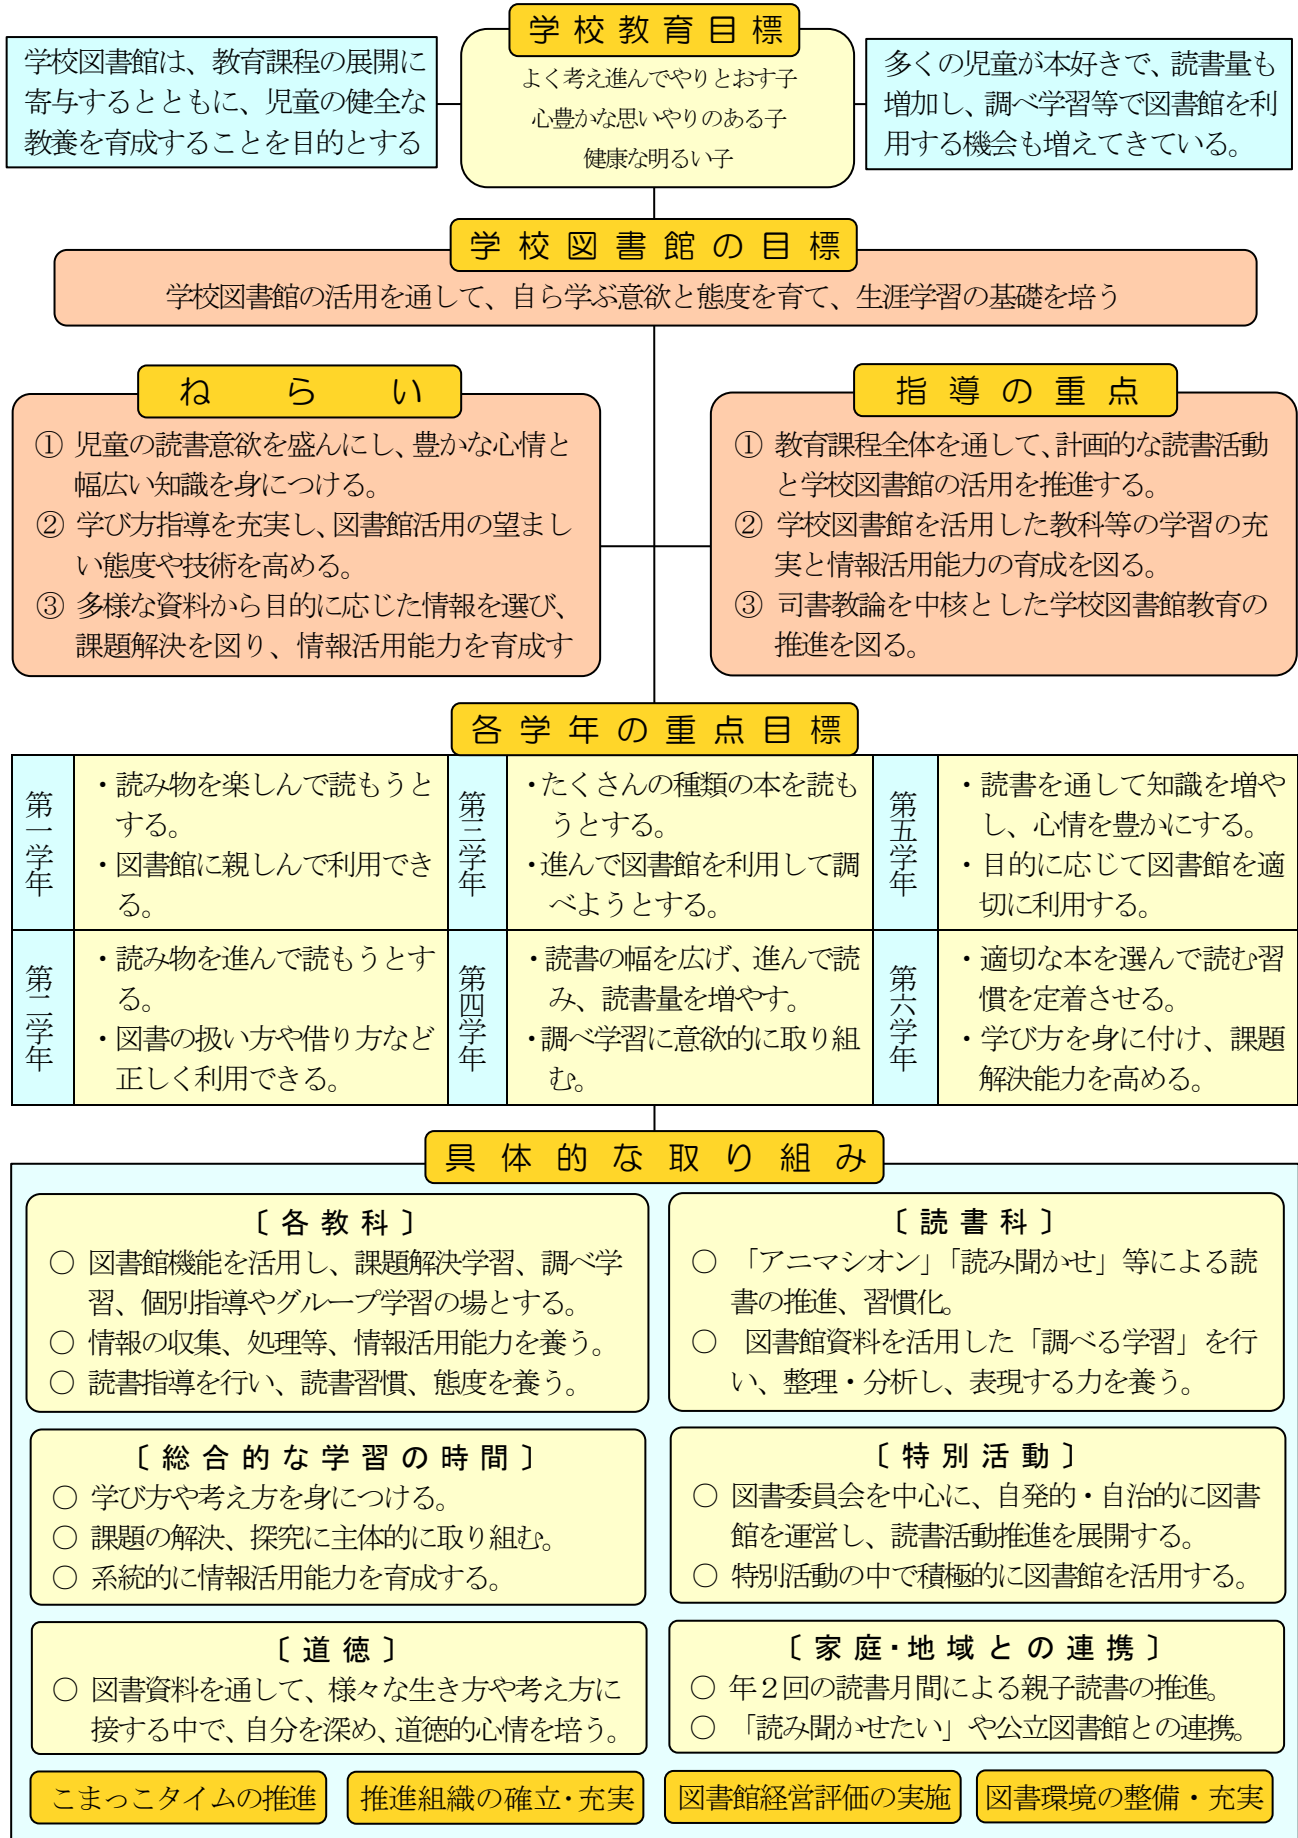 学校教育目標
よく考え進んでやりとおす子
心豊かな思いやりのある子
健康な明るい子
学校図書館は、教育課程の展開に
寄与するとともに、児童の健全な
教養を育成することを目的とする
多くの児童が本好きで、読書量も
増加し、調べ学習等で図書館を利
用する機会も増えてきている。
学校図書館の目標
学校図書館の活用を通して、自ら学ぶ意欲と態度を育て、生涯学習の基礎を培う
ねらい
① 児童の読書意欲を盛んにし、豊かな心情と
幅広い知識を身につける。
② 学び方指導を充実し、図書館活用の望まし
い態度や技術を高める。
③ 多様な資料から目的に応じた情報を選び、
課題解決を図り、情報活用能力を育成す
指導の重点
① 教育課程全体を通して、計画的な読書活動
と学校図書館の活用を推進する。
② 学校図書館を活用した教科等の学習の充
実と情報活用能力の育成を図る。
③ 司書教諭を中核とした学校図書館教育の
推進を図る。
各学年の重点目標
第一学年
・読み物を楽しんで読もうと
する。
・図書館に親しんで利用でき
る。
第三学年
・たくさんの種類の本を読も
うとする。
・進んで図書館を利用して調
べようとする。
第五学年
・読書を通して知識を増や
し、心情を豊かにする。
・目的に応じて図書館を適
切に利用する。
第二学年
・読み物を進んで読もうとす
る。
・図書の扱い方や借り方など
正しく利用できる。
第四学年
・読書の幅を広げ、進んで読
み、読書量を増やす。
・調べ学習に意欲的に取り組
む。
第六学年
・適切な本を選んで読む習
慣を定着させる。
・学び方を身に付け、課題
解決能力を高める。
具体的な取り組み
〔各教科〕
○ 図書館機能を活用し、課題解決学習、調べ学
習、個別指導やグループ学習の場とする。
○ 情報の収集、処理等、情報活用能力を養う。
○ 読書指導を行い、読書習慣、態度を養う。
〔読書科〕
○ 「アニマシオン」「読み聞かせ」等による読
書の推進、習慣化。
○ 図書館資料を活用した「調べる学習」を行
い、整理・分析し、表現する力を養う。
〔総合的な学習の時間〕
○ 学び方や考え方を身につける。
○ 課題の解決、探究に主体的に取り組む。
○ 系統的に情報活用能力を育成する。
〔特別活動〕
○ 図書委員会を中心に、自発的・自治的に図書
館を運営し、読書活動推進を展開する。
○ 特別活動の中で積極的に図書館を活用する。
〔道徳〕
○ 図書資料を通して、様々な生き方や考え方に
接する中で、自分を深め、道徳的心情を培う。
〔家庭・地域との連携〕
○ 年2回の読書月間による親子読書の推進。
○ 「読み聞かせたい」や公立図書館との連携。
こまっこタイムの推進
推進組織の確立・充実
図書館経営評価の実施
図書環境の整備・充実